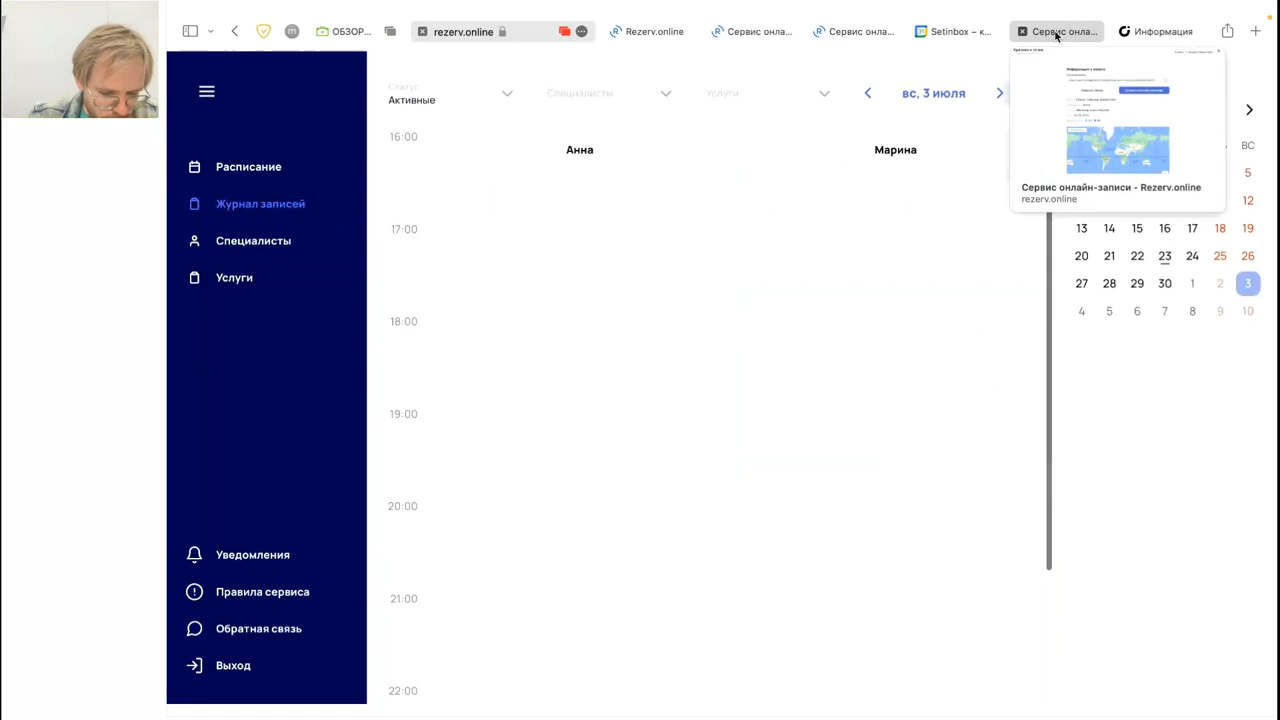 ОБЗОР...
rezerv.online
Rezerv.online
Сервис онла...
Сервис онла...
Setinbox – к...
Сервис онла...
Информация
Расписание
Журнал записей
Специалисты
Услуги
Уведомления
Правила сервиса
Обратная связь
Выход
Статус
Активные
Специалисты
Услуги
вс, 3 июля
Анна
Марина
16:00
17:00
18:00
19:00
20:00
21:00
22:00
Сервис онлайн-записи - Rezerv.online
rezerv.online
ВС
5
12
13 14 15 16 17 18 19
20 21 22 23 24 25 26
27 28 29 30 1 2 3
4 5 6 7 8 9 10